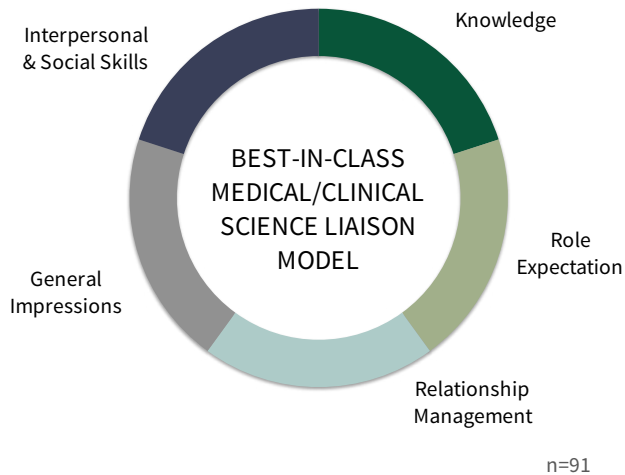 Knowledge
Interpersonal
& Social Skills
BEST-IN-CLASS
MEDICAL/CLINICAL
SCIENCE LIAISON
MODEL
Role
Expectation
General
Impressions
Relationship
Management
n=91